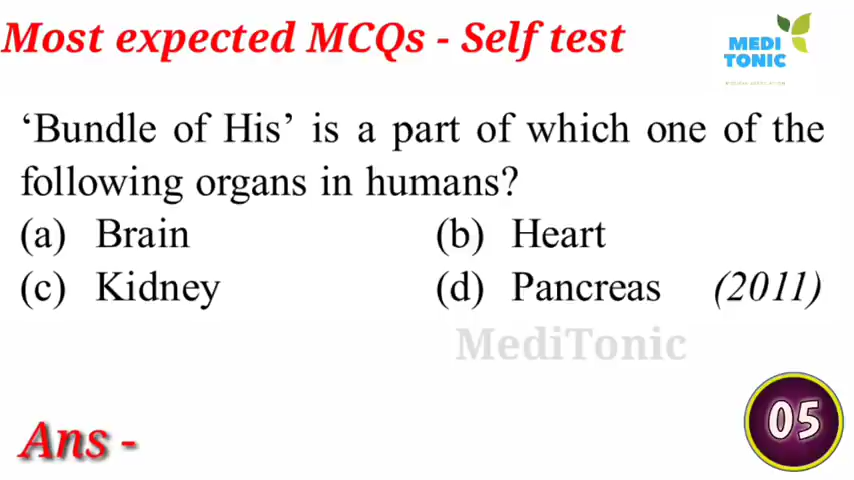 Most expected MCQs - Self test
MEDI
TONIC
‘Bundle of His’ is a part of which one of the
following organs in humans?
(a) Brain (b) Heart
(c) Kidney (d) Pancreas (2011)
MediTonic
05
Ans -